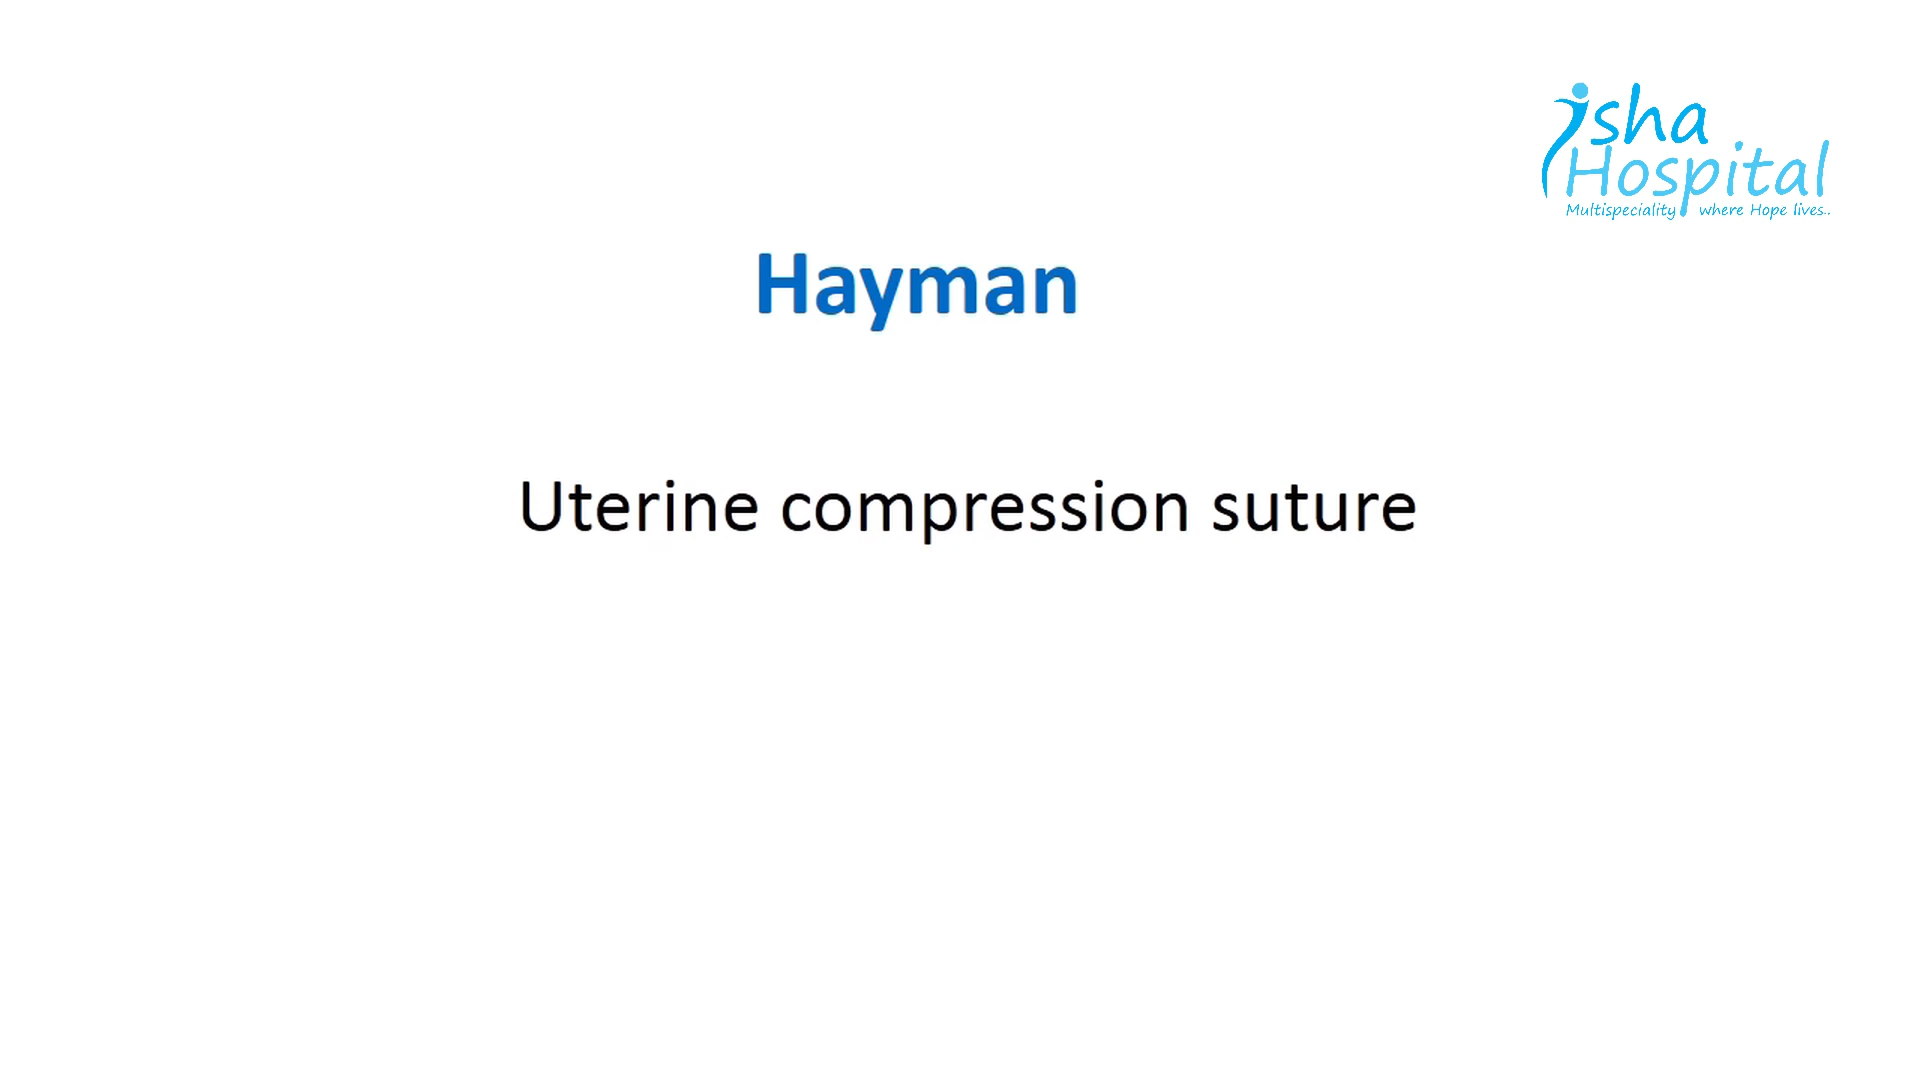 isha
Hospital
Multispeciality where Hope lives..
Hayman
Uterine compression suture